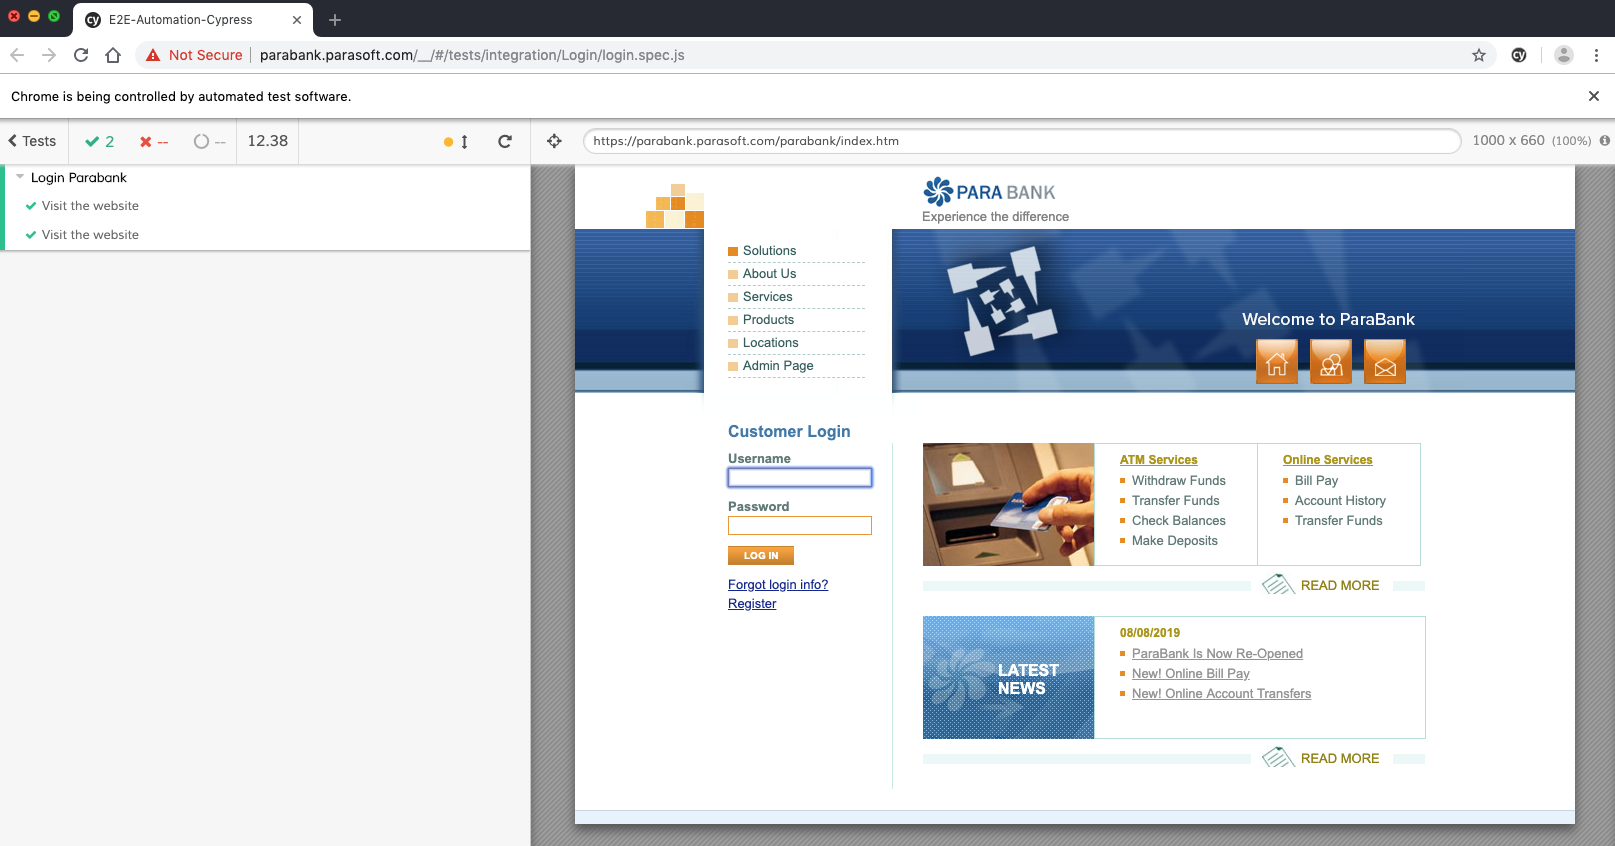 E2E-Automation-Cypress
Not Secure parabank.parasoft.com/__/#/tests/integration/Login/login.spec.js
Chrome is being controlled by automated test software.
Tests 2 -- -- 12.38 https://parabank.parasoft.com/parabank/index.htm 1000 x 660 (100%)
Login Parabank
Visit the website
Visit the website
PARA BANK
Experience the difference
Solutions
About Us
Services
Products
Locations
Admin Page
Welcome to ParaBank
Customer Login
Username
Password
LOG IN
Forgot login info?
Register
ATM Services
Withdraw Funds
Transfer Funds
Check Balances
Make Deposits
Online Services
Bill Pay
Account History
Transfer Funds
READ MORE
LATEST
NEWS
08/08/2019
ParaBank Is Now Re-Opened
New! Online Bill Pay
New! Online Account Transfers
READ MORE